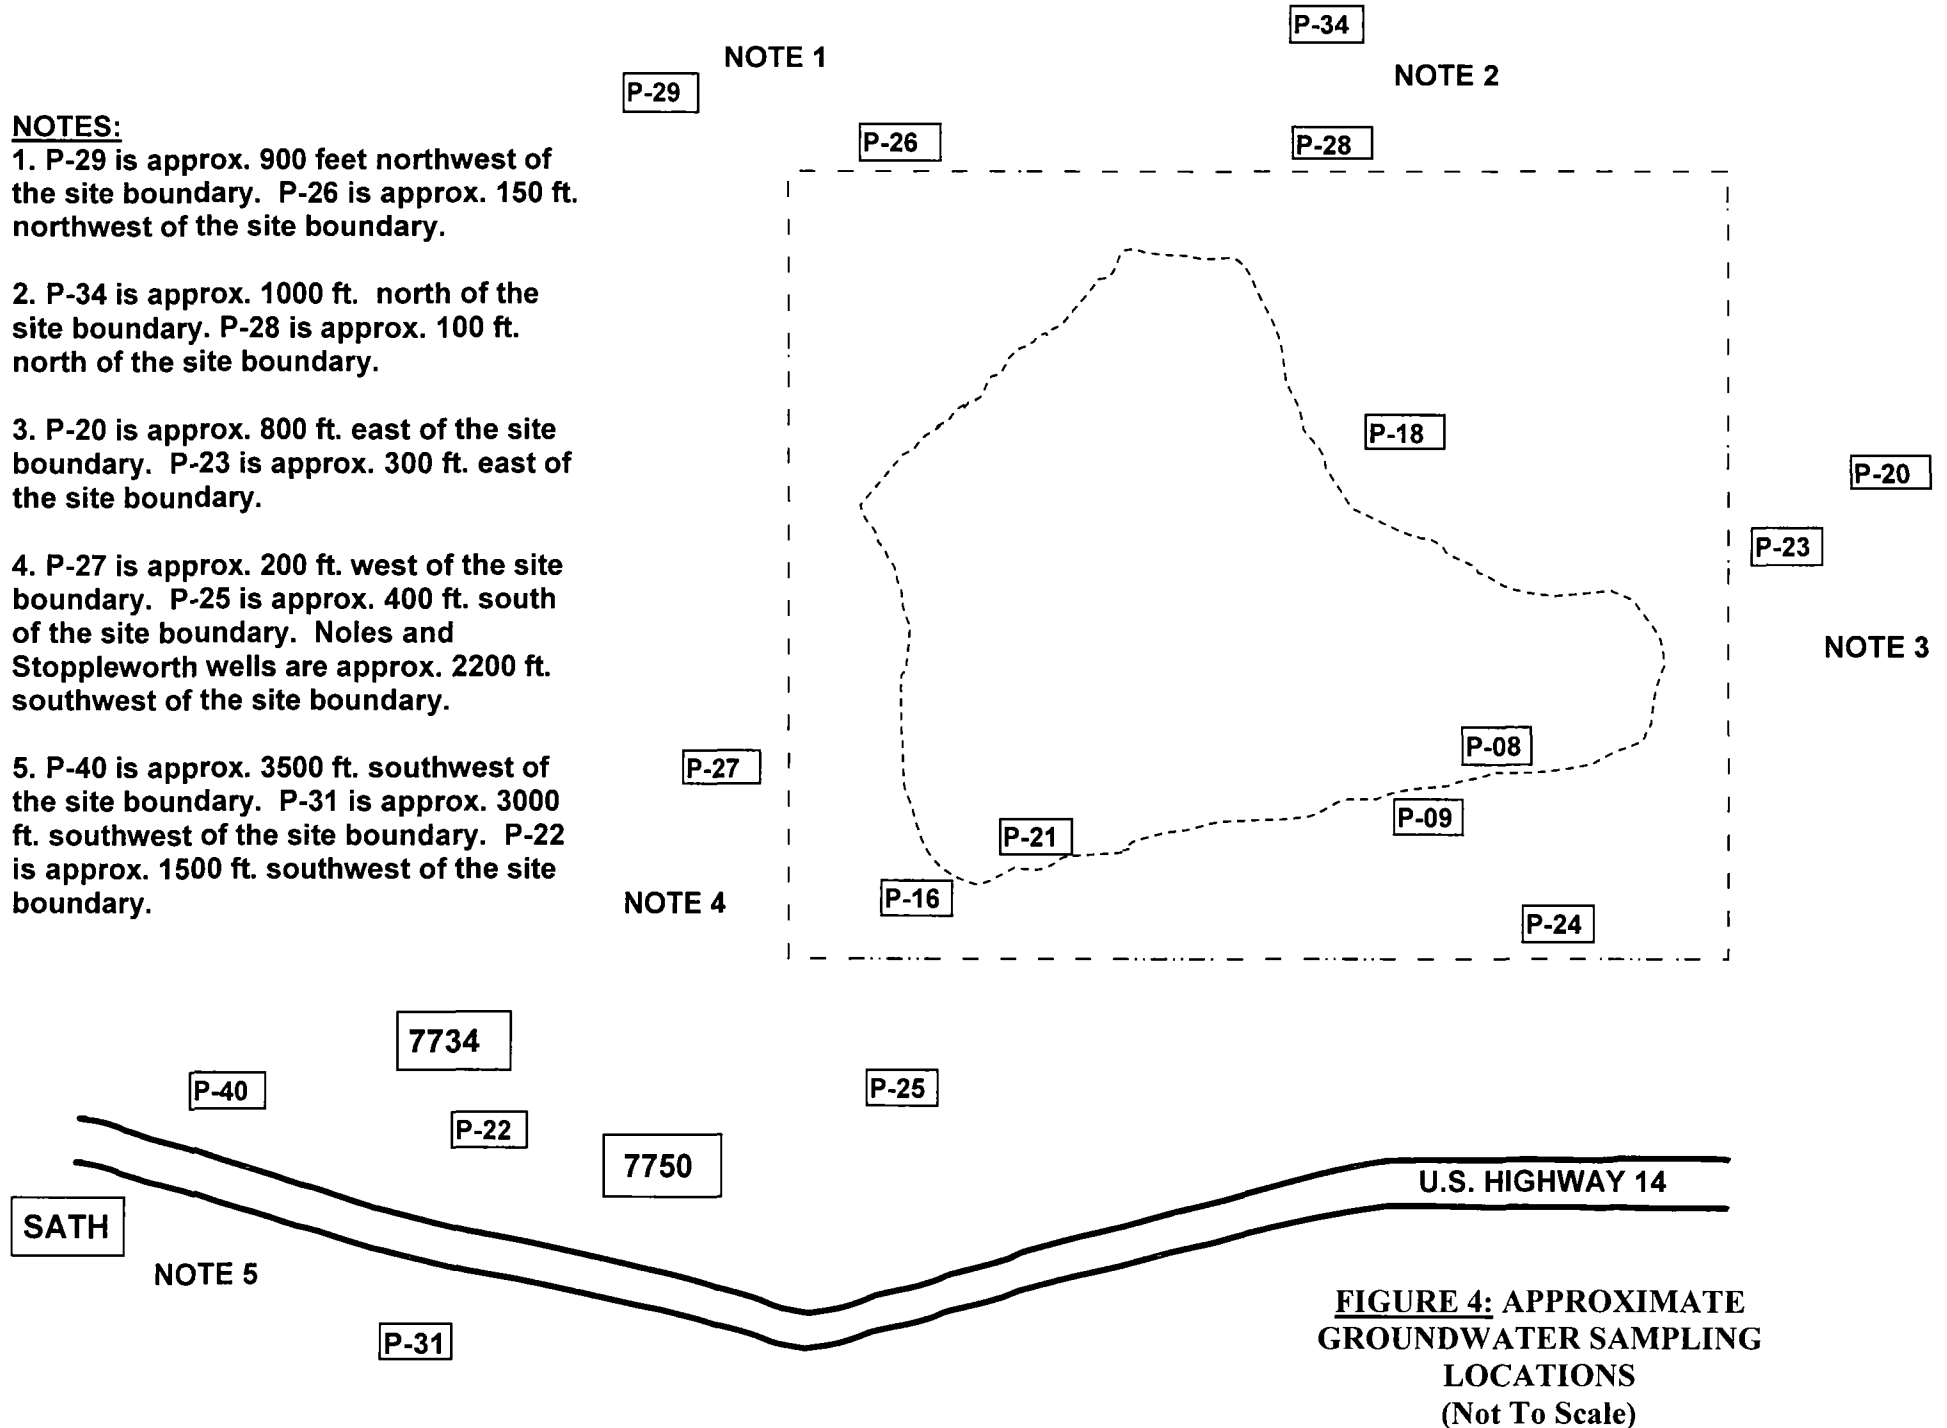 P-34
NOTE 1
NOTE 2
P-29
NOTES:
1. P-29 is approx. 900 feet northwest of
the site boundary. P-26 is approx. 150 ft.
northwest of the site boundary.
P-26
P-28
2. P-34 is approx. 1000 ft. north of the
site boundary. P-28 is approx. 100 ft.
north of the site boundary.
3. P-20 is approx. 800 ft. east of the site
boundary. P-23 is approx. 300 ft. east of
the site boundary.
P-18
P-20
P-23
4. P-27 is approx. 200 ft. west of the site
boundary. P-25 is approx. 400 ft. south
of the site boundary. Noles and
Stoppleworth wells are approx. 2200 ft.
southwest of the site boundary.
NOTE 3
5. P-40 is approx. 3500 ft. southwest of
the site boundary. P-31 is approx. 3000
ft. southwest of the site boundary. P-22
is approx. 1500 ft. southwest of the site
boundary.
P-27
P-08
P-09
P-21
P-16
NOTE 4
P-24
7734
P-40
P-25
P-22
7750
U.S. HIGHWAY 14
SATH
NOTE 5
P-31
FIGURE 4: APPROXIMATE
GROUNDWATER SAMPLING
LOCATIONS
(Not To Scale)